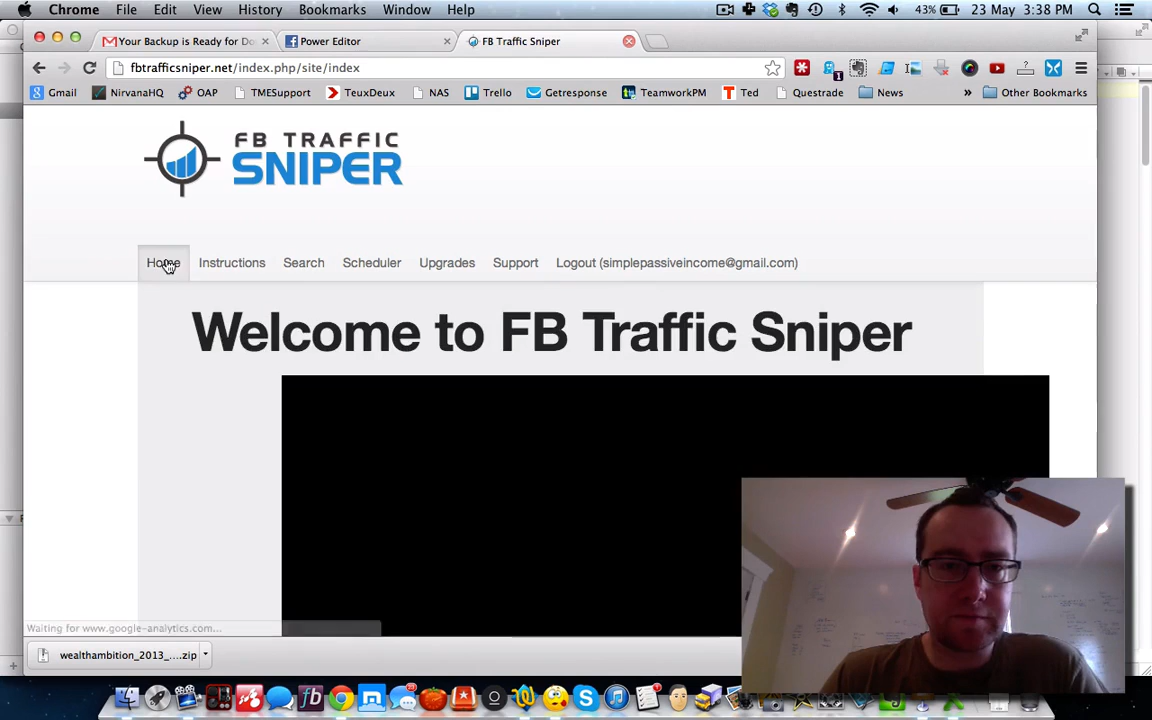 Chrome File Edit View History Bookmarks Window Help 43% 23 May 3:38 PM
Your Backup is Ready for Do
Power Editor
FB Traffic Sniper
fbtrafficsniper.net/index.php/site/index
Gmail NirvanaHQ OAP TMESupport TeuxDeux NAS Trello Getresponse TeamworkPM Ted Questrade News » Other Bookmarks
FB TRAFFIC
SNIPER
Home Instructions Search Scheduler Upgrades Support Logout (simplepassiveincome@gmail.com)
Welcome to FB Traffic Sniper
Waiting for www.google-analytics.com...
wealthambition_2013_....zip